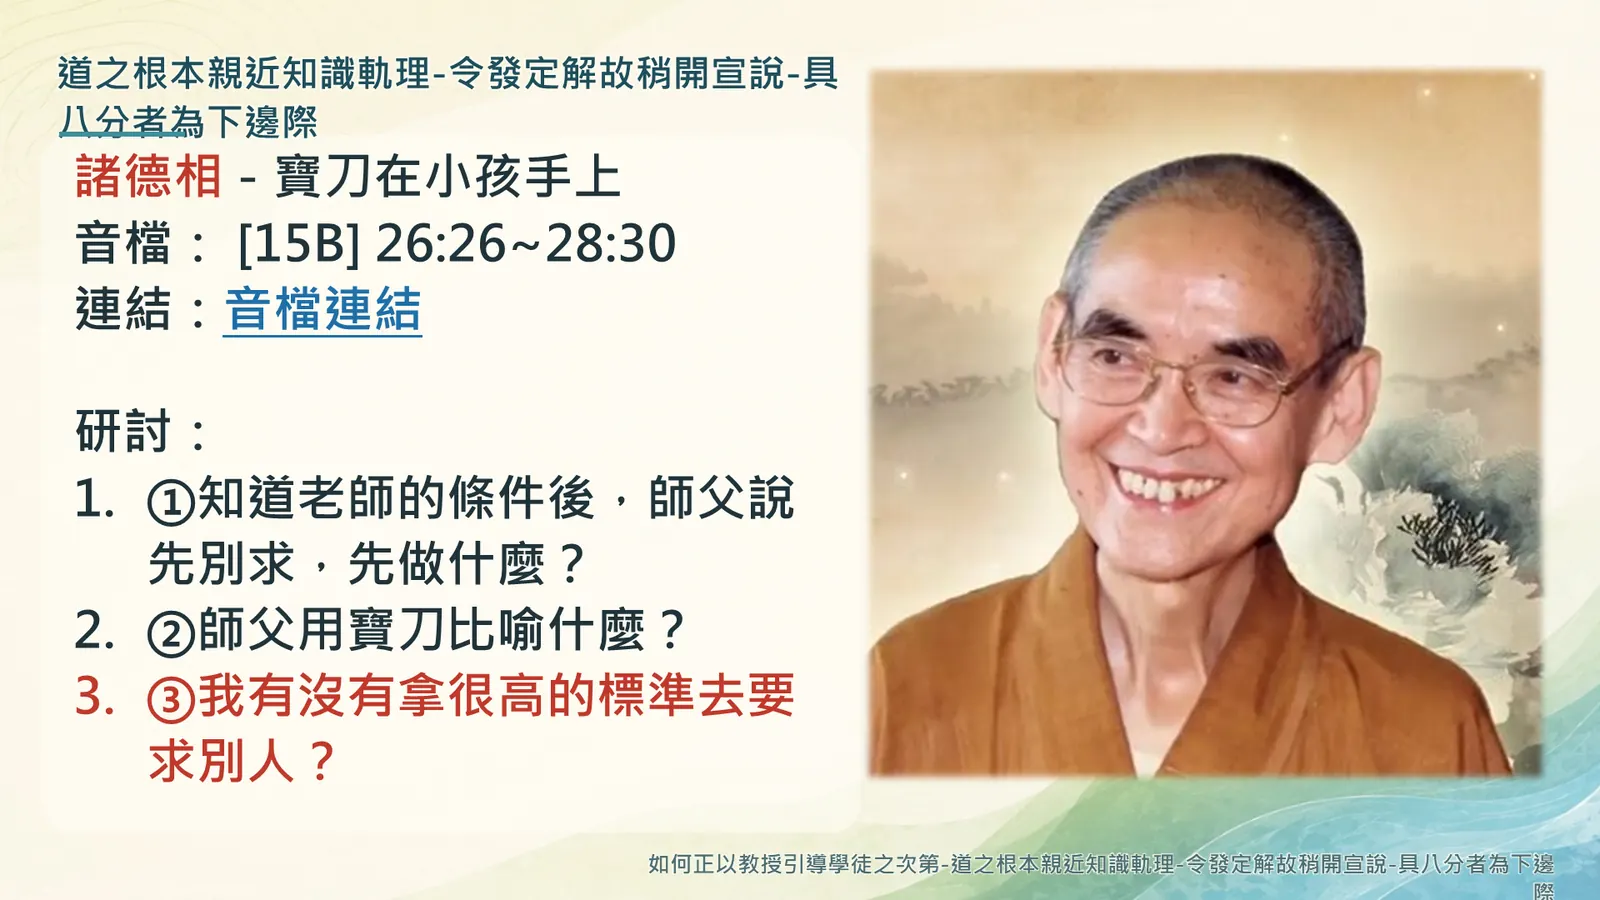 道之根本親近知識軌理-令發定解故稍開宣說-具
八分者為下邊際
諸德相 - 寶刀在小孩手上
音檔： [15B] 26:26~28:30
連結：音檔連結
研討：
1. ①知道老師的條件後，師父說
先別求，先做什麼？
2. ②師父用寶刀比喻什麼？
3. ③我有沒有拿很高的標準去要
求別人？
如何正以教授引導學徒之次第-道之根本親近知識軌理-令發定解故稍開宣說-具八分者為下邊
際